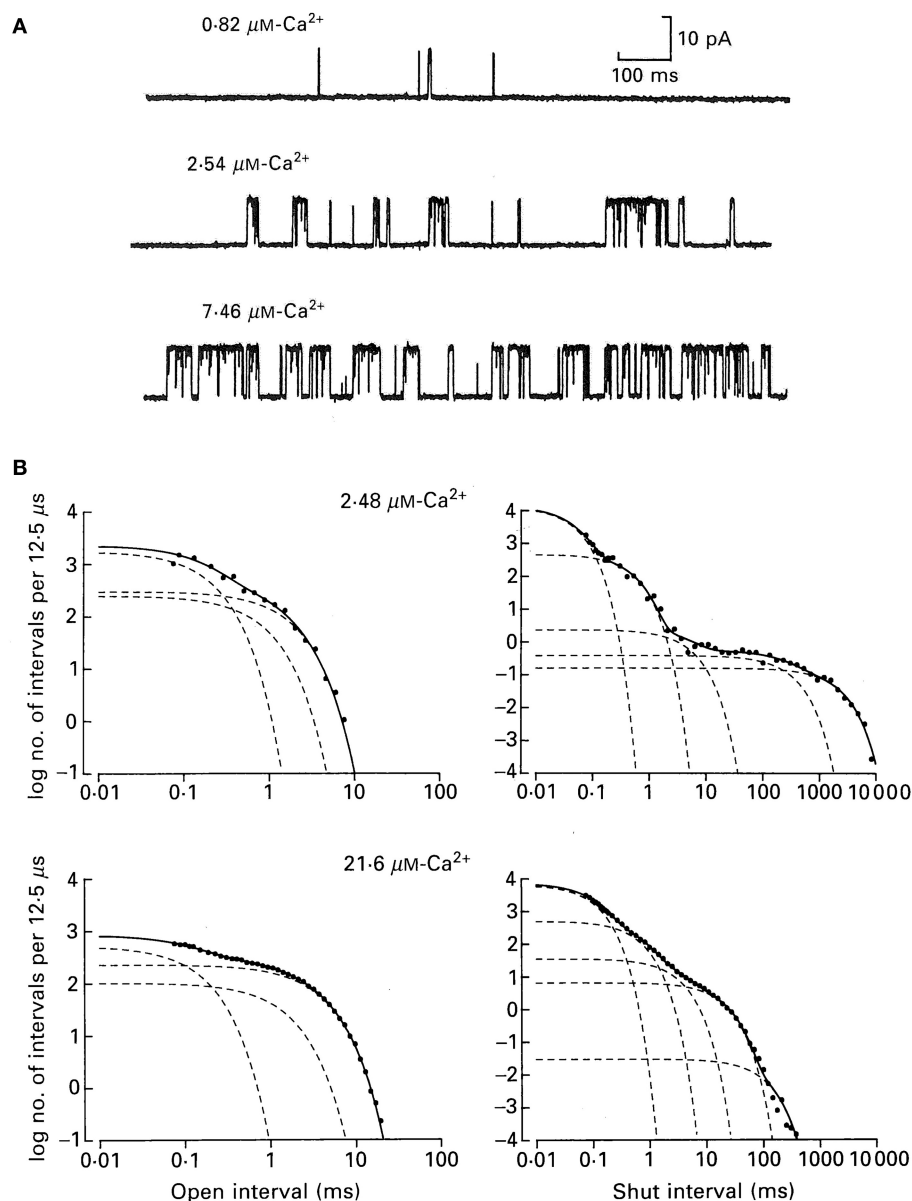 A
0·82 μM-Ca²⁺
10 pA
100 ms
2·54 μM-Ca²⁺
7·46 μM-Ca²⁺
B
2·48 μM-Ca²⁺
log no. of intervals per 12·5 μs
4
3
2
1
0
−1
0·01 0·1 1 10 100
4
3
2
1
0
−1
−2
−3
−4
0·01 0·1 1 10 100 1000 10 000
21·6 μM-Ca²⁺
log no. of intervals per 12·5 μs
4
3
2
1
0
−1
0·01 0·1 1 10 100
Open interval (ms)
4
3
2
1
0
−1
−2
−3
−4
0·01 0·1 1 10 100 1000 10 000
Shut interval (ms)